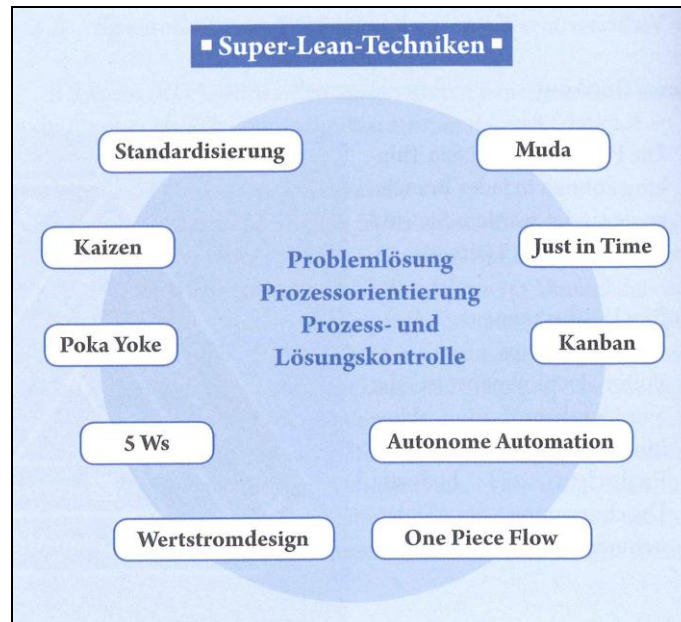 ▪ Super-Lean-Techniken ▪
Standardisierung
Muda
Kaizen
Just in Time
Problemlösung
Prozessorientierung
Prozess- und
Lösungskontrolle
Poka Yoke
Kanban
5 Ws
Autonome Automation
Wertstromdesign
One Piece Flow